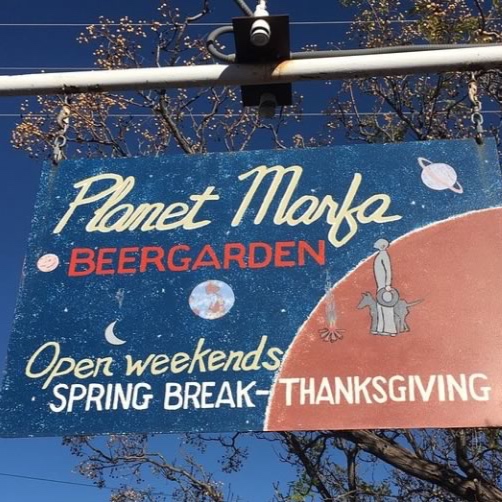 Planet Marfa
BEERGARDEN
Open weekends
SPRING BREAK-THANKSGIVING